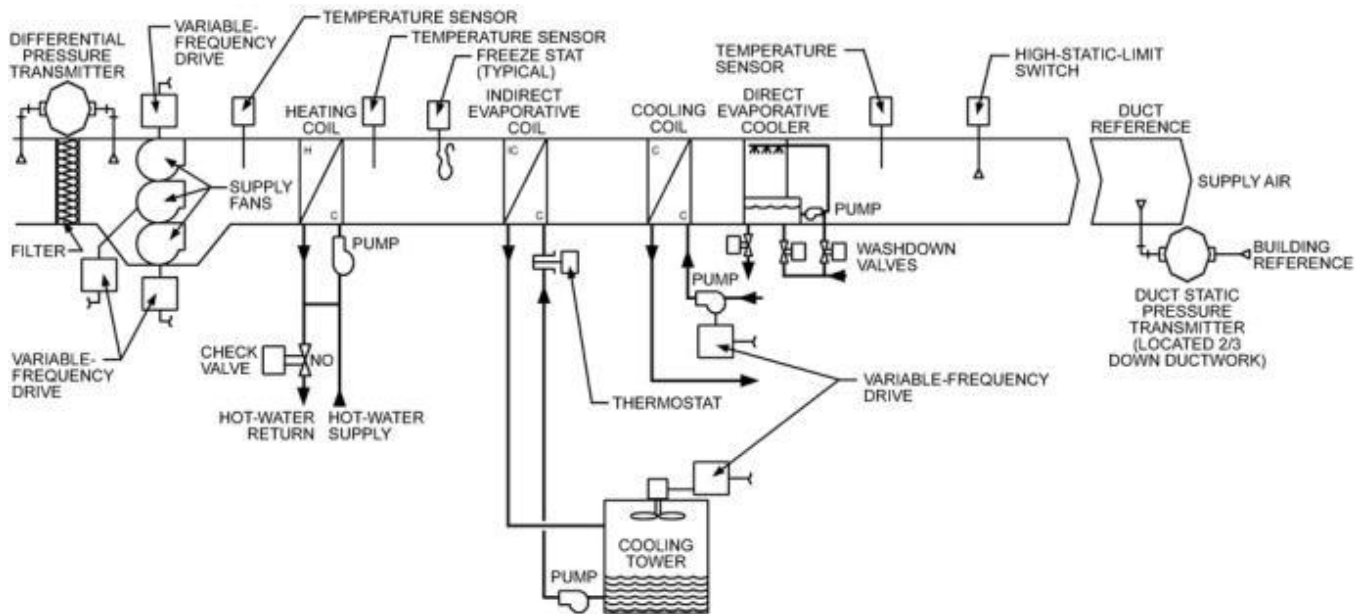 DIFFERENTIAL
PRESSURE
TRANSMITTER
VARIABLE-
FREQUENCY
DRIVE
TEMPERATURE SENSOR
TEMPERATURE SENSOR
FREEZE STAT
(TYPICAL)
HEATING
COIL
INDIRECT
EVAPORATIVE
COIL
COOLING
COIL
TEMPERATURE
SENSOR
DIRECT
EVAPORATIVE
COOLER
HIGH-STATIC-LIMIT
SWITCH
DUCT
REFERENCE
H
C
IC
C
C
C
SUPPLY
FANS
SUPPLY AIR
FILTER
PUMP
PUMP
WASHDOWN
VALVES
BUILDING
REFERENCE
PUMP
DUCT STATIC
PRESSURE
TRANSMITTER
(LOCATED 2/3
DOWN DUCTWORK)
VARIABLE-
FREQUENCY
DRIVE
CHECK
VALVE
NO
HOT-WATER
RETURN
HOT-WATER
SUPPLY
THERMOSTAT
VARIABLE-FREQUENCY
DRIVE
COOLING
TOWER
PUMP